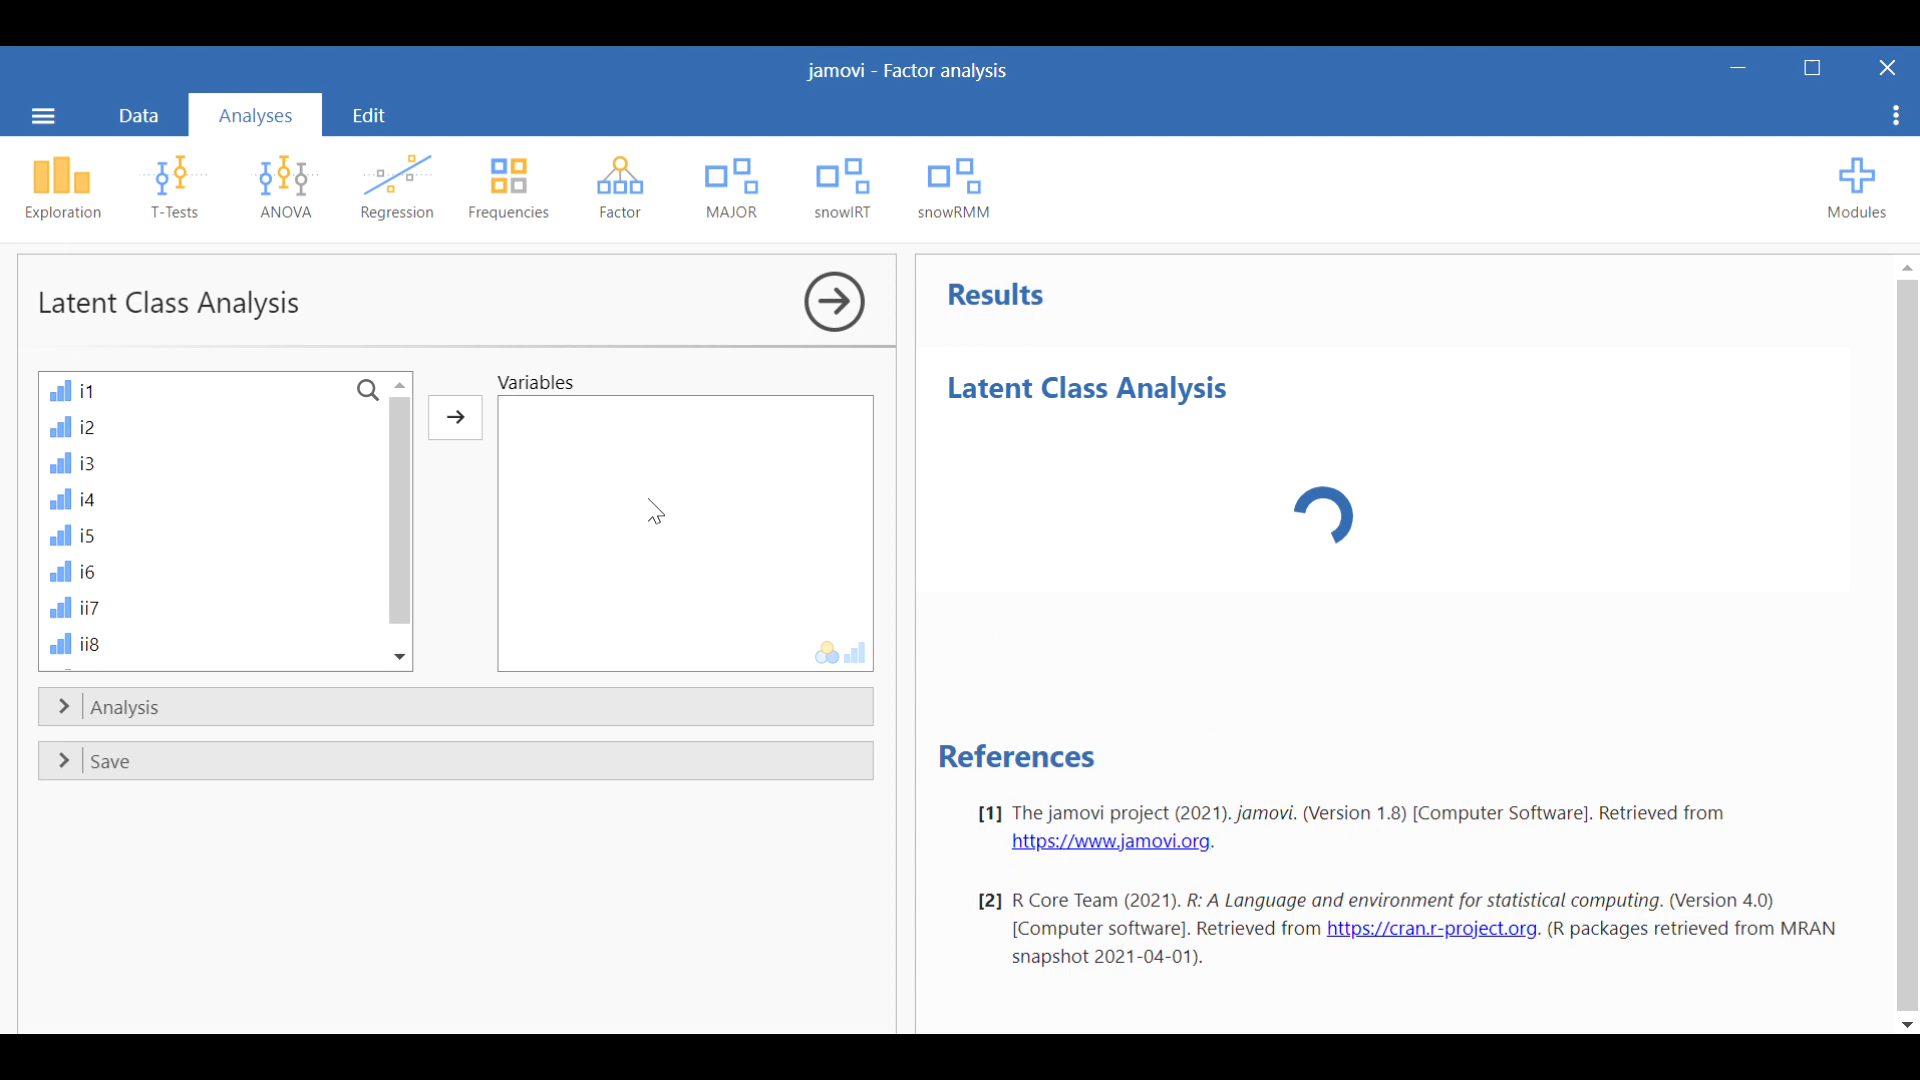 jamovi - Factor analysis
Data
Analyses
Edit
Exploration
T-Tests
ANOVA
Regression
Frequencies
Factor
MAJOR
snowIRT
snowRMM
Modules
Latent Class Analysis
i1
i2
i3
i4
i5
i6
ii7
ii8
Variables
Analysis
Save
Results
Latent Class Analysis
References
[1] The jamovi project (2021). jamovi. (Version 1.8) [Computer Software]. Retrieved from
https://www.jamovi.org.
[2] R Core Team (2021). R: A Language and environment for statistical computing. (Version 4.0)
[Computer software]. Retrieved from https://cran.r-project.org. (R packages retrieved from MRAN
snapshot 2021-04-01).